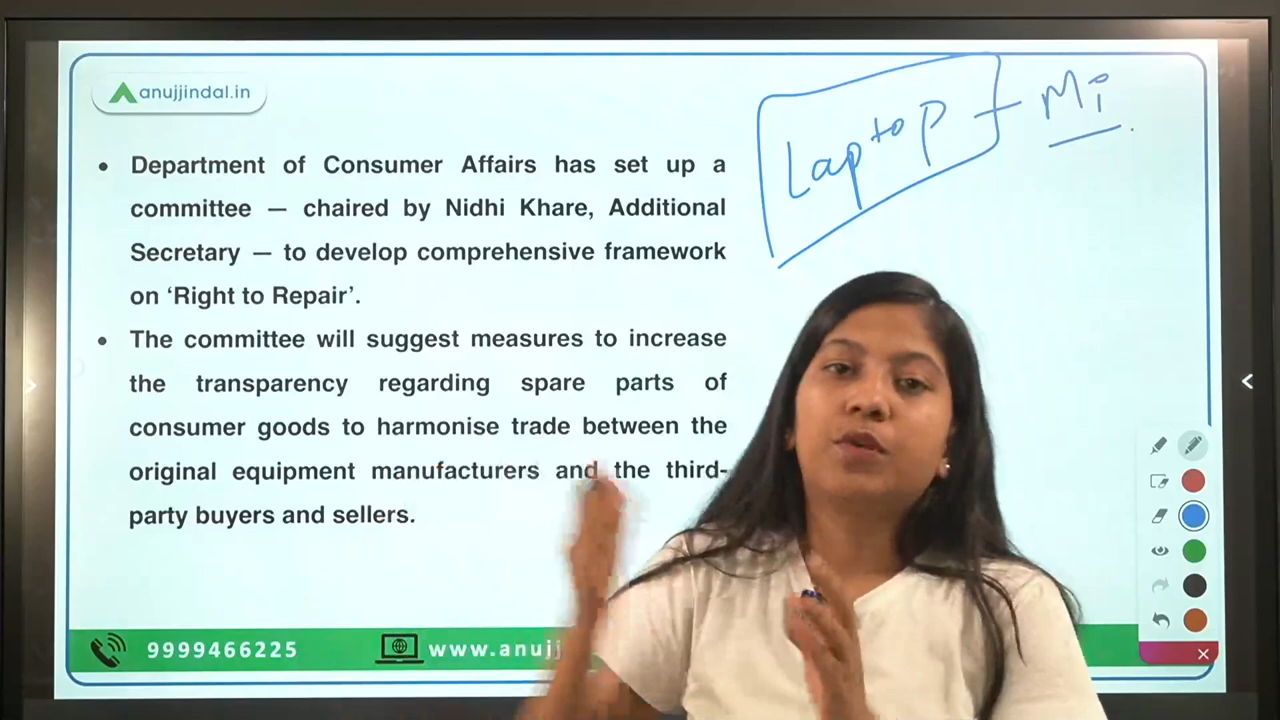 anujjindal.in
Laptop - Mi
• Department of Consumer Affairs has set up a
committee — chaired by Nidhi Khare, Additional
Secretary — to develop comprehensive framework
on ‘Right to Repair’.
• The committee will suggest measures to increase
the transparency regarding spare parts of
consumer goods to harmonise trade between the
original equipment manufacturers and the third-
party buyers and sellers.
9999466225
www.anujj